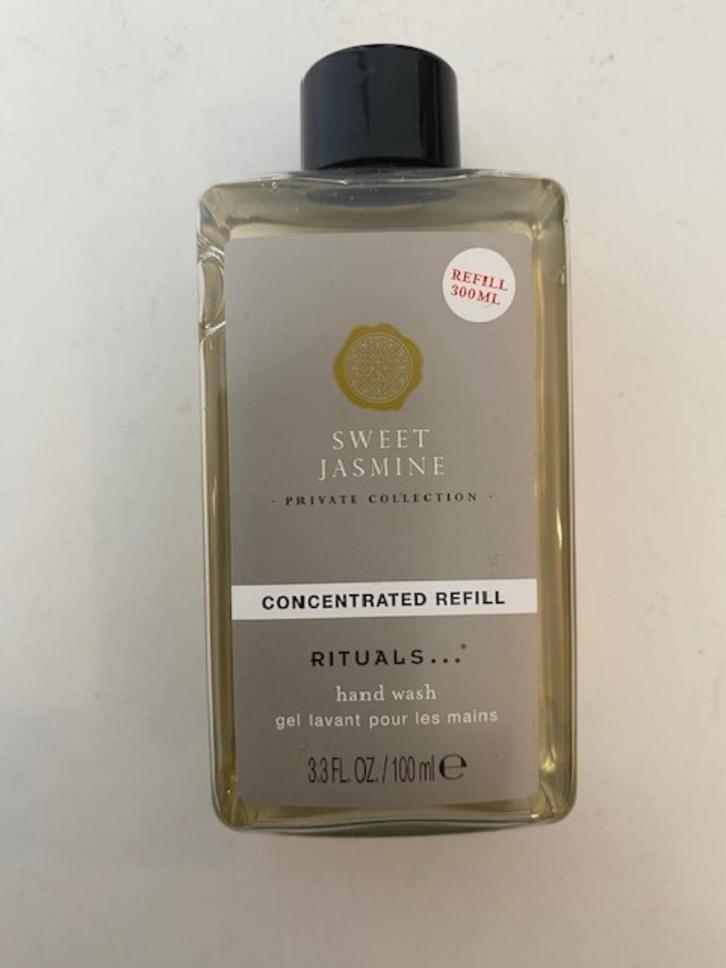 REFILL
300ML
SWEET
JASMINE
- PRIVATE COLLECTION -
CONCENTRATED REFILL
RITUALS...®
hand wash
gel lavant pour les mains
3.3 FL. OZ. / 100 ml ℮